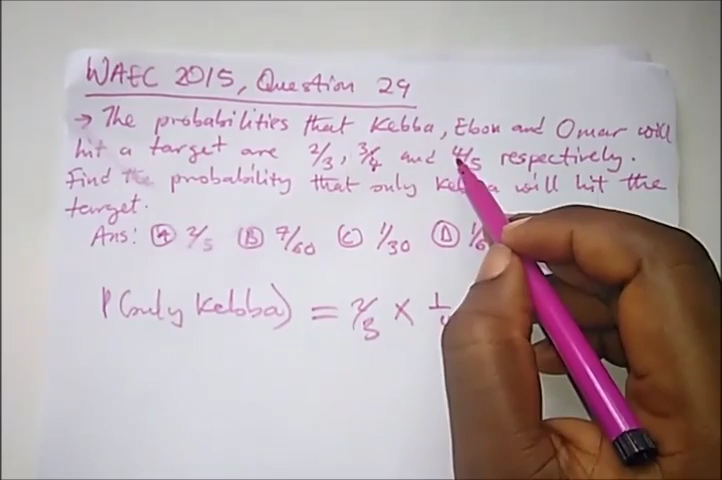 WAEC 2015, Question 29
→ The probabilities that Kebba, Ebou and Omar will
hit a target are 2/3, 3/4 and 4/5 respectively.
Find the probability that only Kebba will hit the
target.
Ans: (A) 2/5 (B) 7/60 (C) 1/30 (D)
P(only Kebba) = 2/3 ×